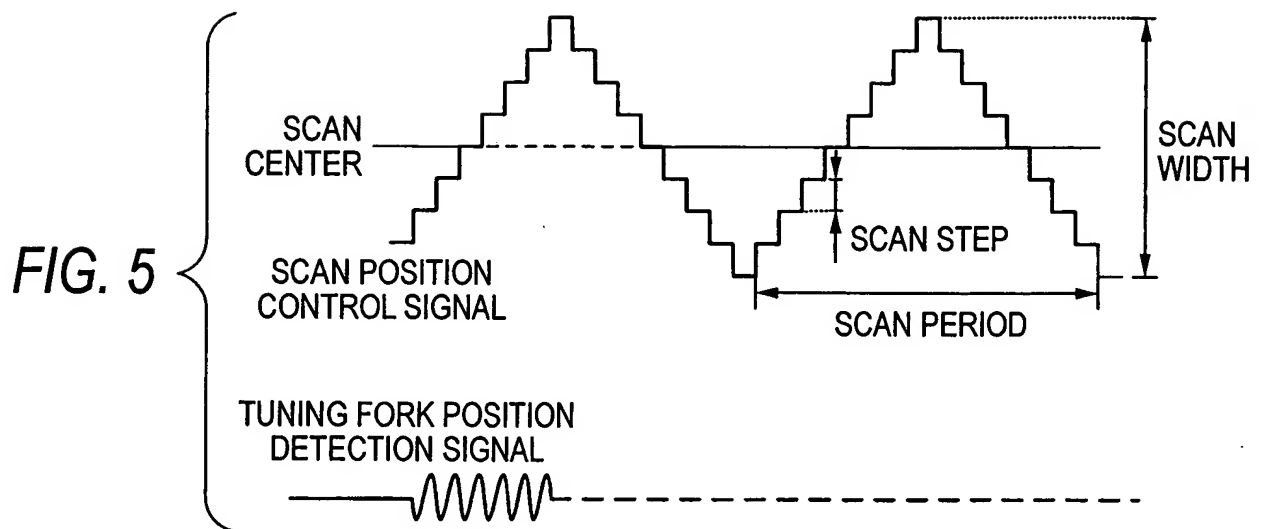 SCAN
CENTER
SCAN
WIDTH
SCAN STEP
FIG. 5
SCAN POSITION
CONTROL SIGNAL
SCAN PERIOD
TUNING FORK POSITION
DETECTION SIGNAL